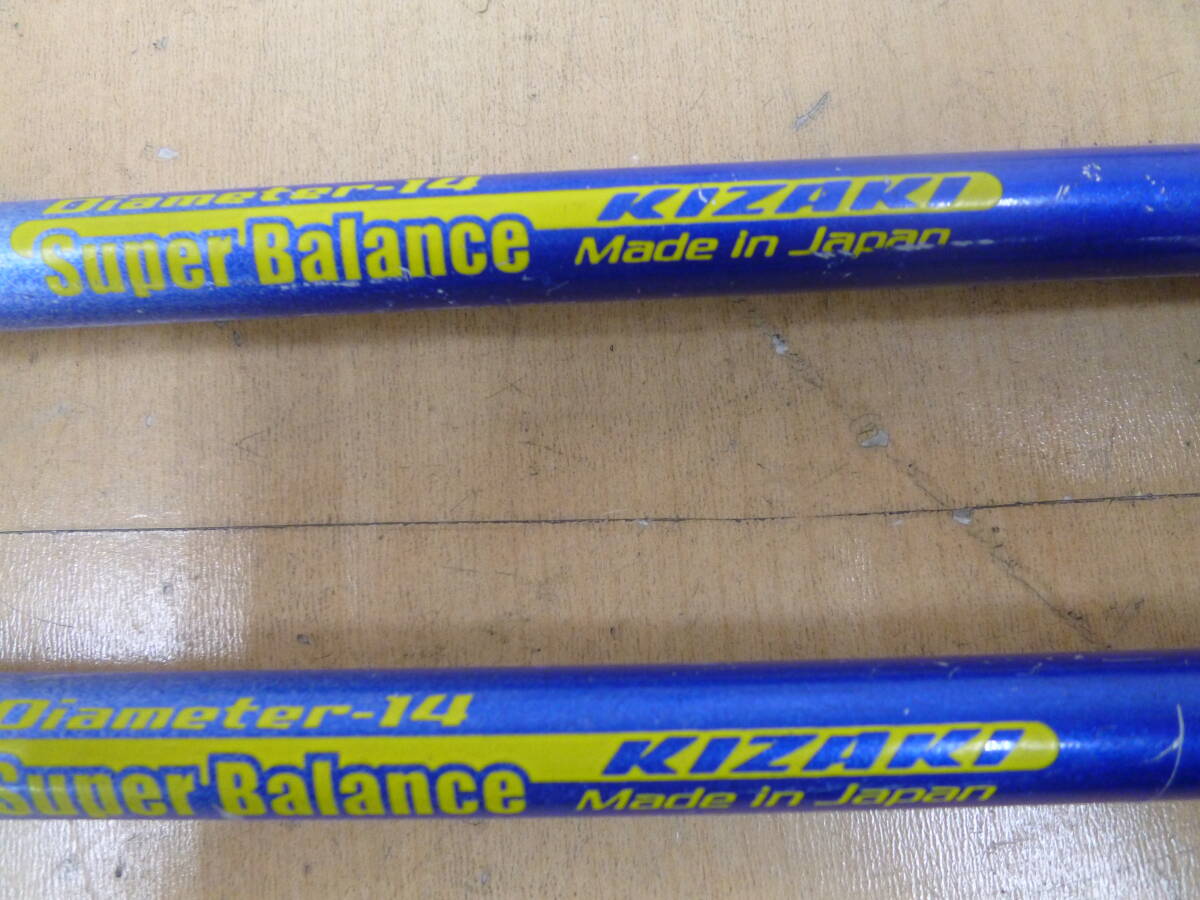 Diameter-14
Super Balance KIZAKI
Made in Japan
Diameter-14
Super Balance KIZAKI
Made in Japan